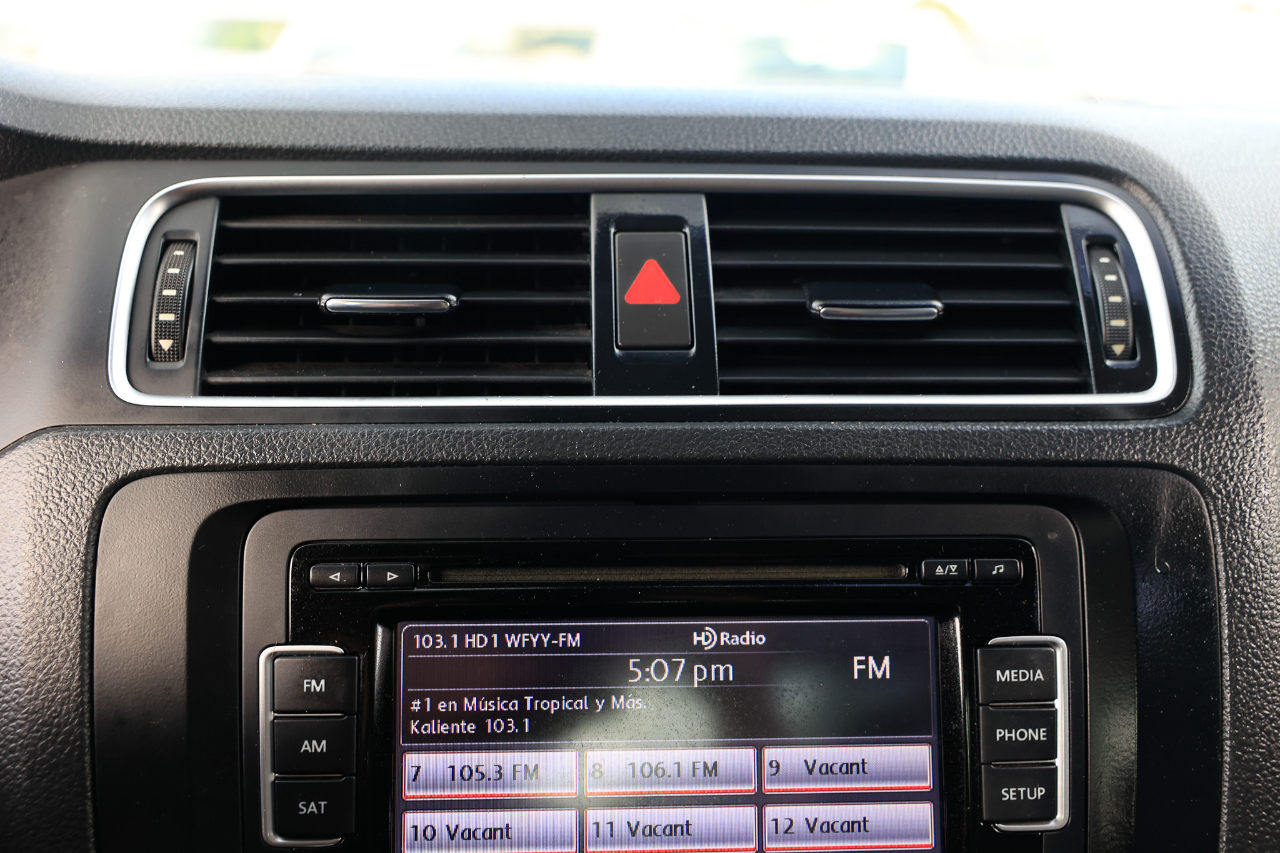 103.1 HD1 WFYY-FM HD Radio
5:07 pm FM
#1 en Música Tropical y Más.
Kaliente 103.1
7 105.3 FM 8 106.1 FM 9 Vacant
10 Vacant 11 Vacant 12 Vacant
FM
AM
SAT
MEDIA
PHONE
SETUP